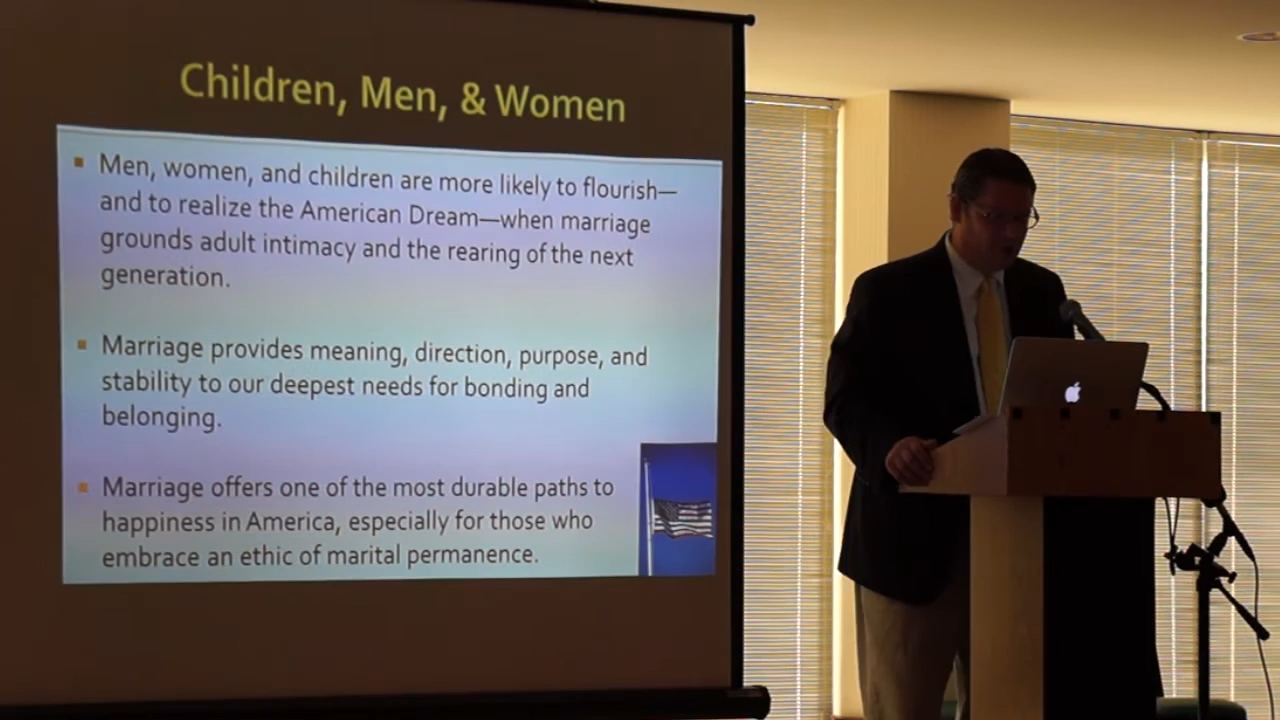 Children, Men, & Women
▪ Men, women, and children are more likely to flourish—
and to realize the American Dream—when marriage
grounds adult intimacy and the rearing of the next
generation.
▪ Marriage provides meaning, direction, purpose, and
stability to our deepest needs for bonding and
belonging.
▪ Marriage offers one of the most durable paths to
happiness in America, especially for those who
embrace an ethic of marital permanence.